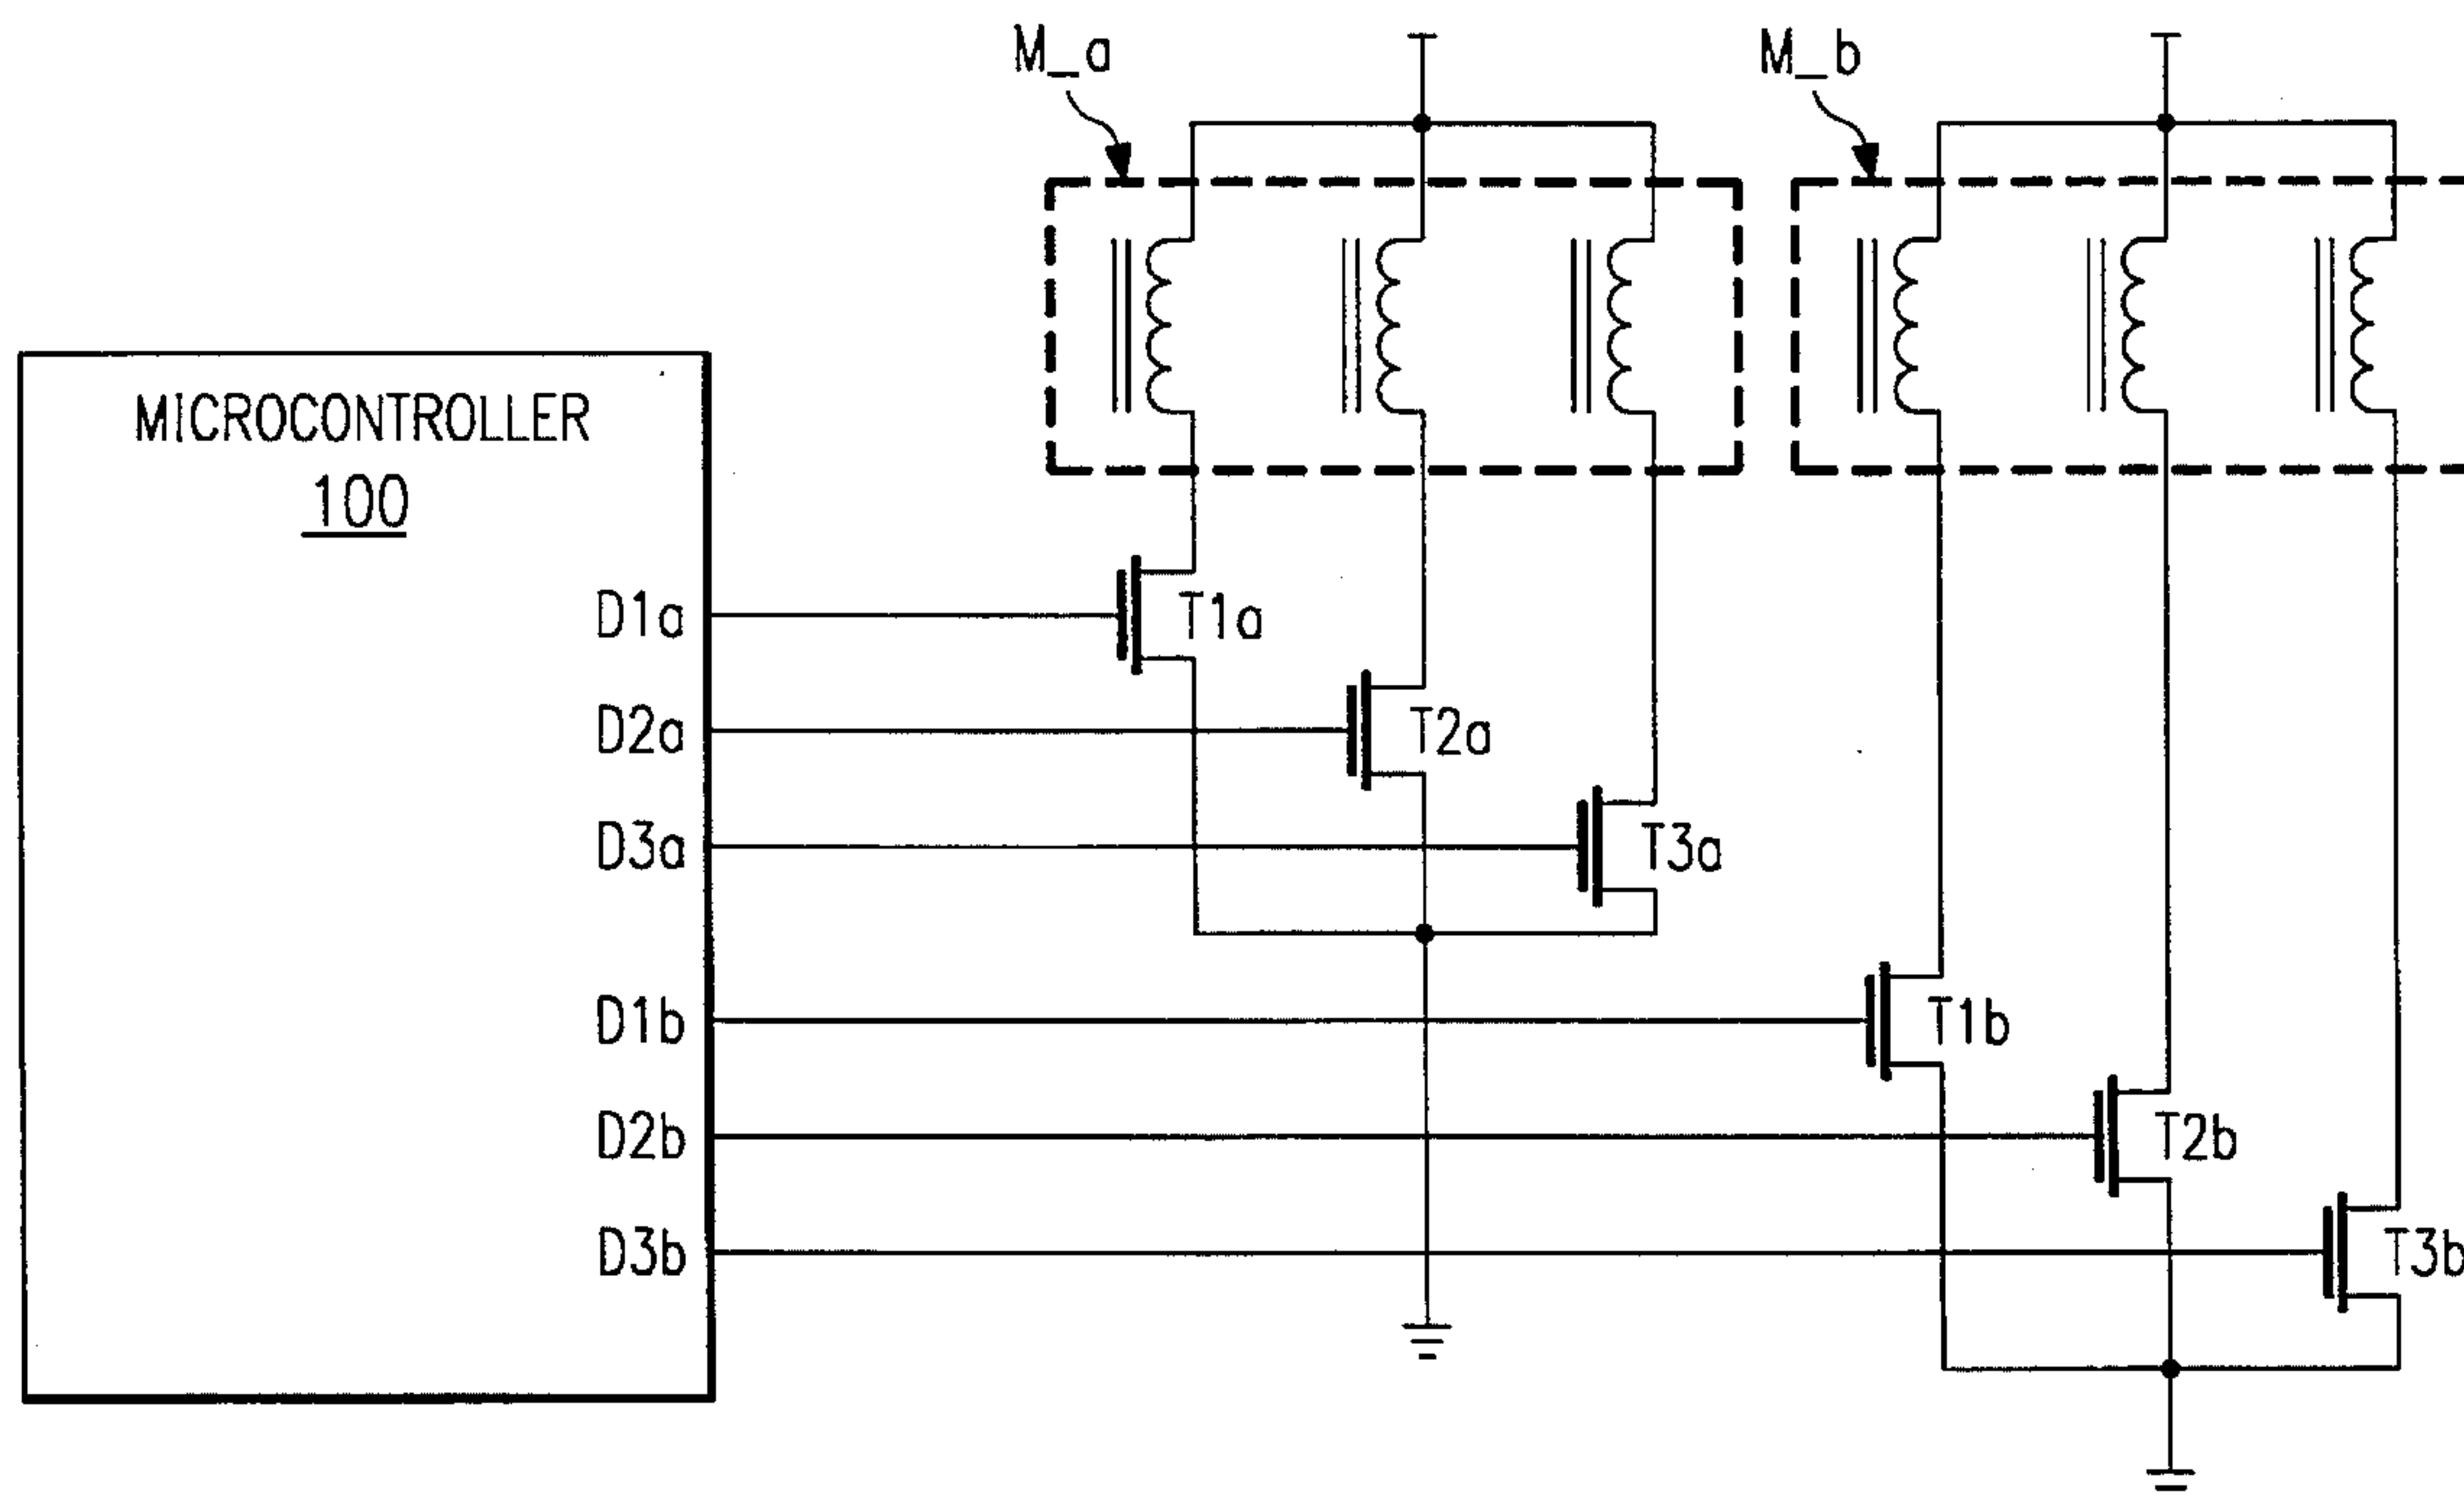 M_a
M_b
MICROCONTROLLER
100
D1a
T1a
D2a
T2a
D3a
T3a
D1b
T1b
D2b
T2b
D3b
T3b